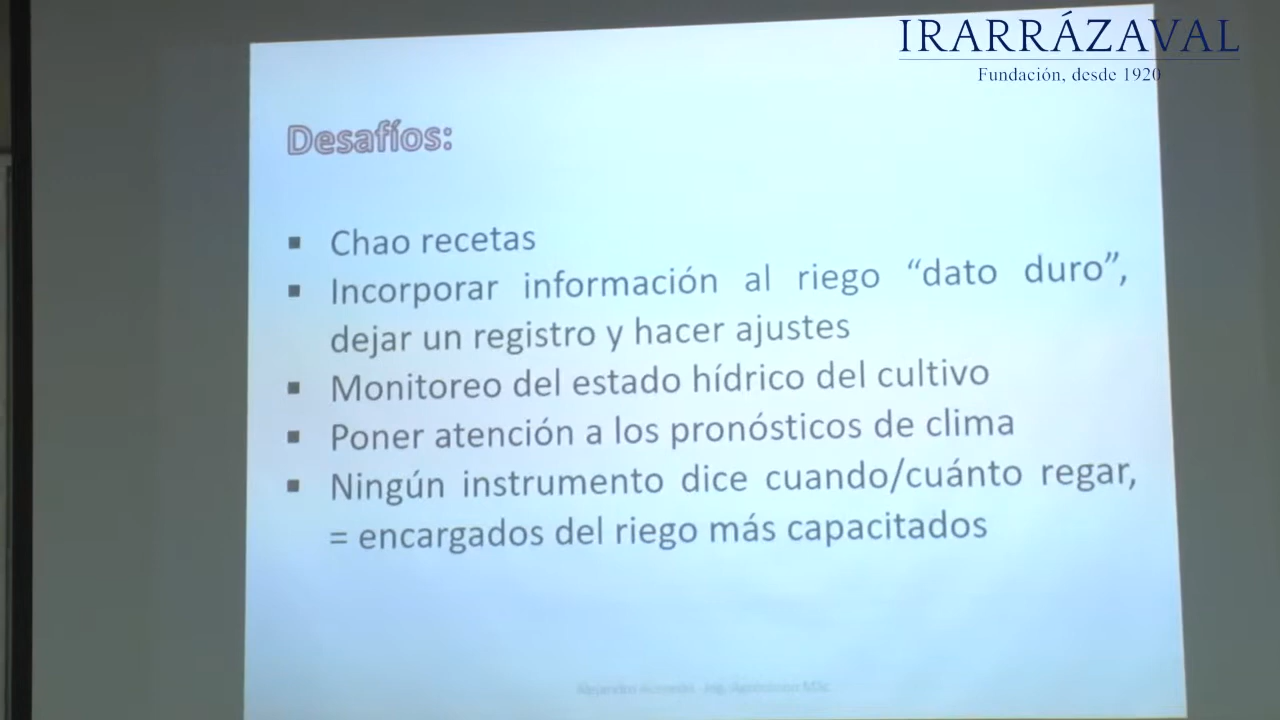 IRARRÁZAVAL
Fundación, desde 1920
Desafíos:
▪ Chao recetas
▪ Incorporar información al riego “dato duro”,
dejar un registro y hacer ajustes
▪ Monitoreo del estado hídrico del cultivo
▪ Poner atención a los pronósticos de clima
▪ Ningún instrumento dice cuando/cuánto regar,
= encargados del riego más capacitados